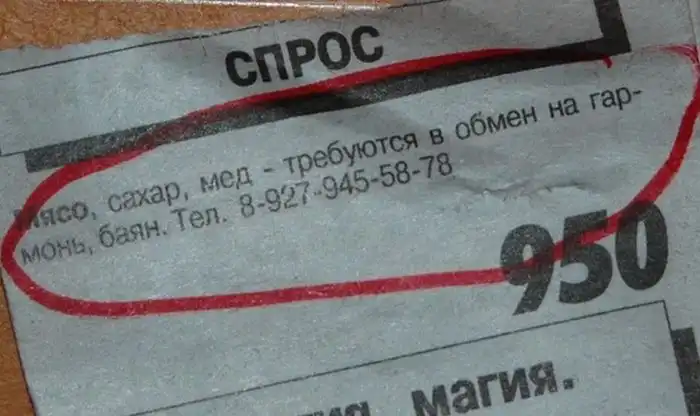 СПРОС
мясо, сахар, мед - требуются в обмен на гар-
монь, баян. Тел. 8-927-945-58-78
950
магия.